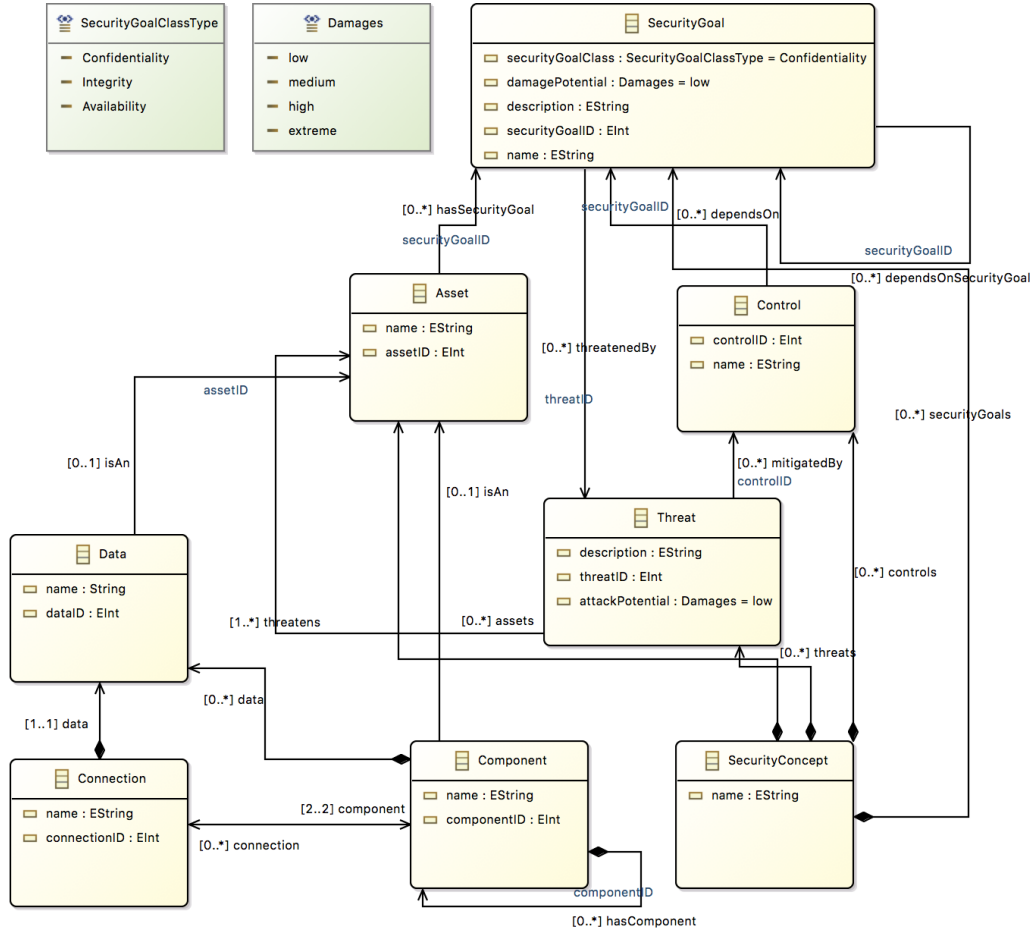 SecurityGoalClassType
Confidentiality
Integrity
Availability
Damages
low
medium
high
extreme
SecurityGoal
securityGoalClass : SecurityGoalClassType = Confidentiality
damagePotential : Damages = low
description : EString
securityGoalID : EInt
name : EString
[0..*] hasSecurityGoal
securityGoalID
securityGoalID
[0..*] dependsOn
securityGoalID
[0..*] dependsOnSecurityGoal
Asset
name : EString
assetID : EInt
Control
controlID : EInt
name : EString
[0..*] threatenedBy
threatID
assetID
[0..*] securityGoals
[0..1] isAn
[0..1] isAn
[0..*] mitigatedBy
controlID
Threat
description : EString
threatID : EInt
attackPotential : Damages = low
Data
name : String
dataID : EInt
[0..*] controls
[1..*] threatens
[0..*] assets
[0..*] threats
[0..*] data
[1..1] data
Connection
name : EString
connectionID : EInt
Component
name : EString
componentID : EInt
SecurityConcept
name : EString
[2..2] component
[0..*] connection
componentID
[0..*] hasComponent